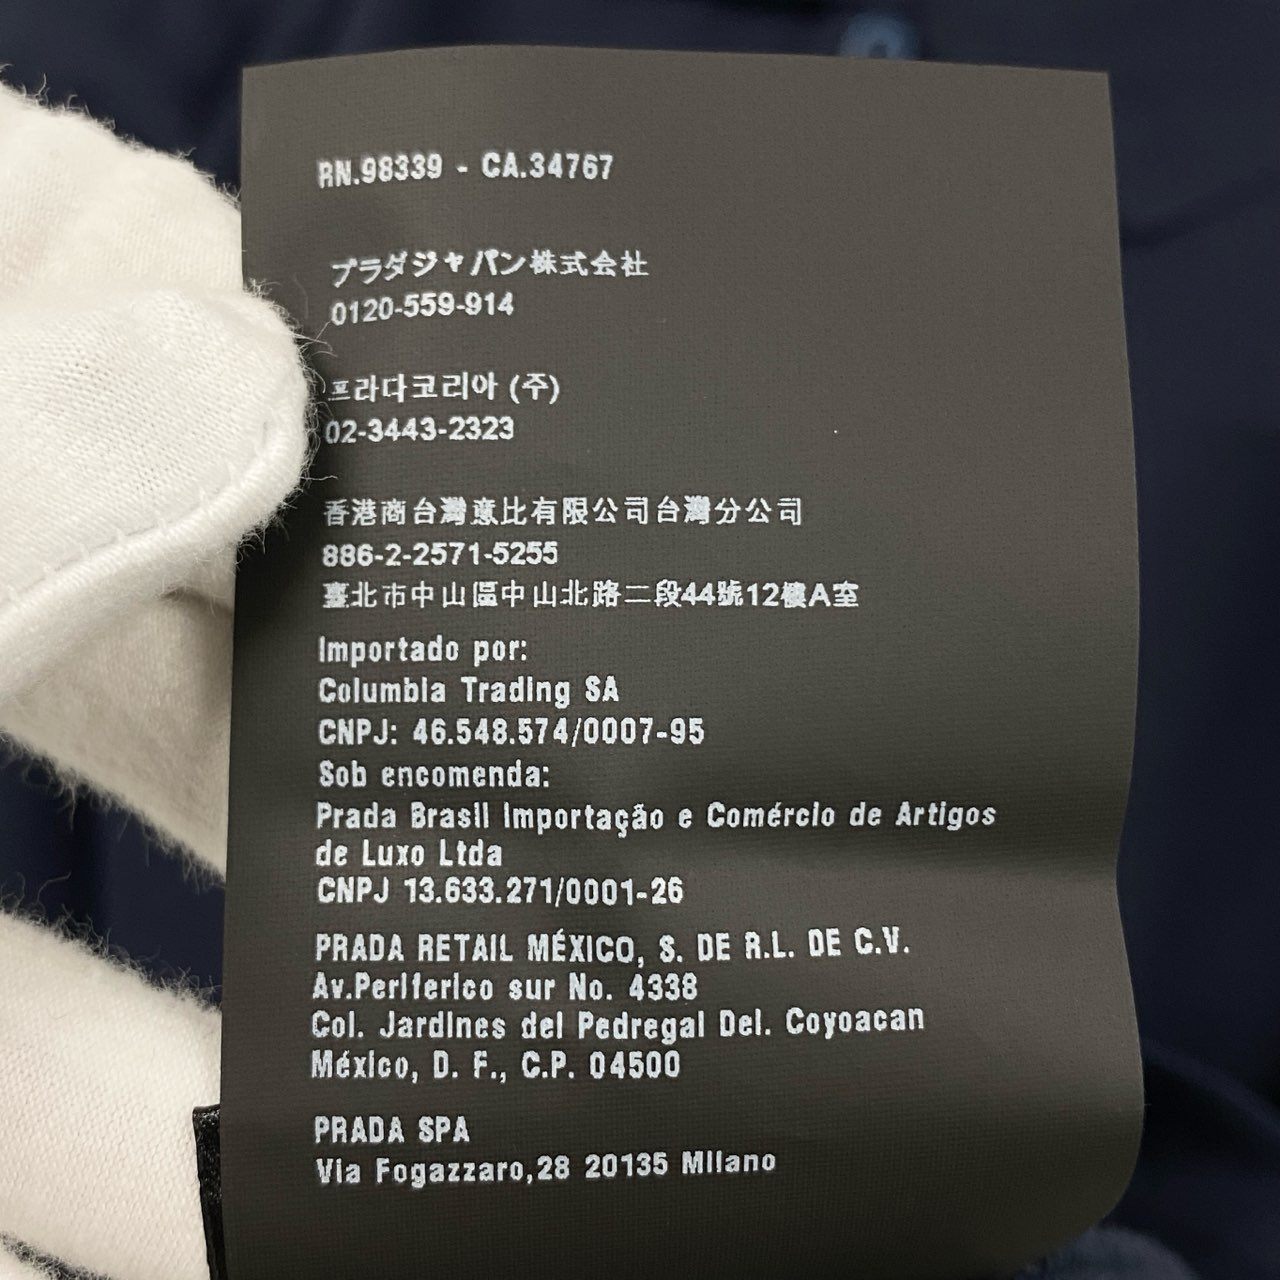 RN.98339 - CA.34767
プラダジャパン株式会社
0120-559-914
프라다코리아 (주)
02-3443-2323
香港商台灣意比有限公司台灣分公司
886-2-2571-5255
臺北市中山區中山北路二段44號12樓A室
Importado por:
Columbia Trading SA
CNPJ: 46.548.574/0007-95
Sob encomenda:
Prada Brasil Importação e Comércio de Artigos
de Luxo Ltda
CNPJ 13.633.271/0001-26
PRADA RETAIL MÉXICO, S. DE R.L. DE C.V.
Av.Periferico sur No. 4338
Col. Jardines del Pedregal Del. Coyoacan
México, D. F., C.P. 04500
PRADA SPA
Via Fogazzaro,28 20135 Milano